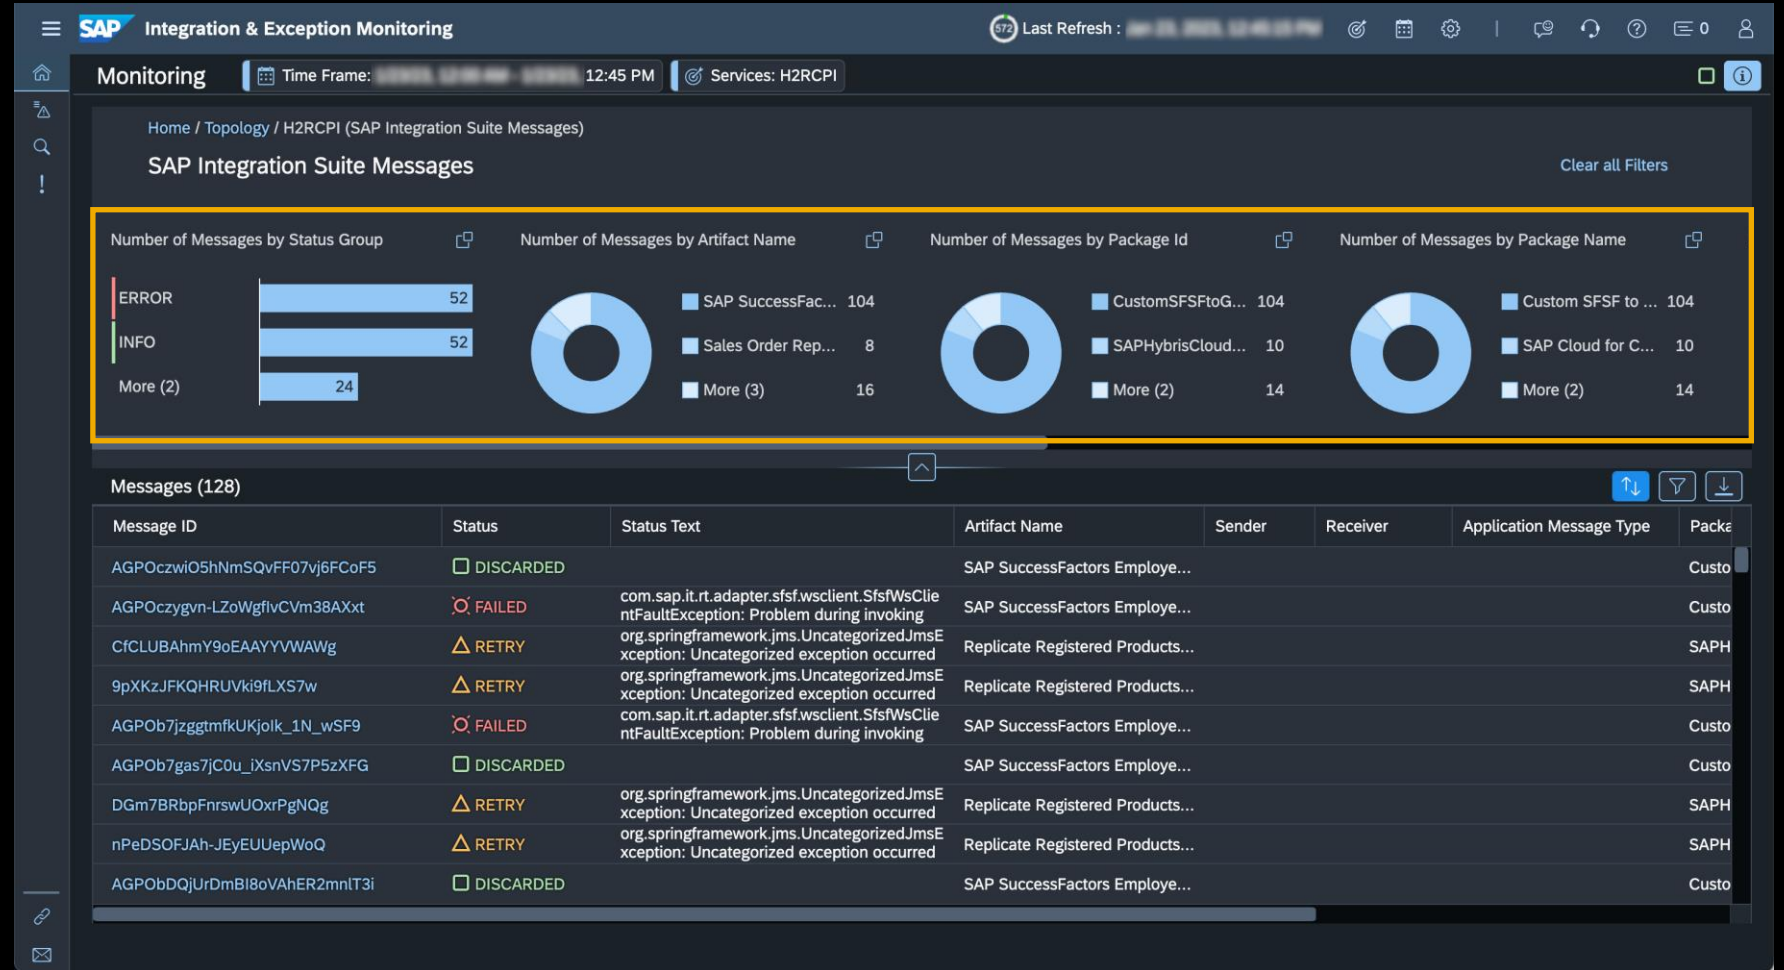 SAP Integration & Exception Monitoring
572 Last Refresh :
0
Monitoring
Time Frame: 12:45 PM
Services: H2RCPI
Home / Topology / H2RCPI (SAP Integration Suite Messages)
SAP Integration Suite Messages
Clear all Filters
Number of Messages by Status Group
ERROR 52
INFO 52
More (2) 24
Number of Messages by Artifact Name
SAP SuccessFac... 104
Sales Order Rep... 8
More (3) 16
Number of Messages by Package Id
CustomSFSFtoG... 104
SAPHybrisCloud... 10
More (2) 14
Number of Messages by Package Name
Custom SFSF to ... 104
SAP Cloud for C... 10
More (2) 14
Messages (128)
Message ID Status Status Text Artifact Name Sender Receiver Application Message Type Packa
AGPOczwiO5hNmSQvFF07vj6FCoF5 DISCARDED SAP SuccessFactors Employe... Custo
AGPOczygvn-LZoWgfIvCVm38AXxt FAILED com.sap.it.rt.adapter.sfsf.wsclient.SfsfWsClie
ntFaultException: Problem during invoking SAP SuccessFactors Employe... Custo
CfCLUBAhmY9oEAAYYVWAWg RETRY org.springframework.jms.UncategorizedJmsE
xception: Uncategorized exception occurred Replicate Registered Products... SAPH
9pXKzJFKQHRUVki9fLXS7w RETRY org.springframework.jms.UncategorizedJmsE
xception: Uncategorized exception occurred Replicate Registered Products... SAPH
AGPOb7jzggtmfkUKjoIk_1N_wSF9 FAILED com.sap.it.rt.adapter.sfsf.wsclient.SfsfWsClie
ntFaultException: Problem during invoking SAP SuccessFactors Employe... Custo
AGPOb7gas7jC0u_iXsnVS7P5zXFG DISCARDED SAP SuccessFactors Employe... Custo
DGm7BRbpFnrswUOxrPgNQg RETRY org.springframework.jms.UncategorizedJmsE
xception: Uncategorized exception occurred Replicate Registered Products... SAPH
nPeDSOFJAh-JEyEUUepWoQ RETRY org.springframework.jms.UncategorizedJmsE
xception: Uncategorized exception occurred Replicate Registered Products... SAPH
AGPObDQjUrDmBI8oVAhER2mnlT3i DISCARDED SAP SuccessFactors Employe... Custo